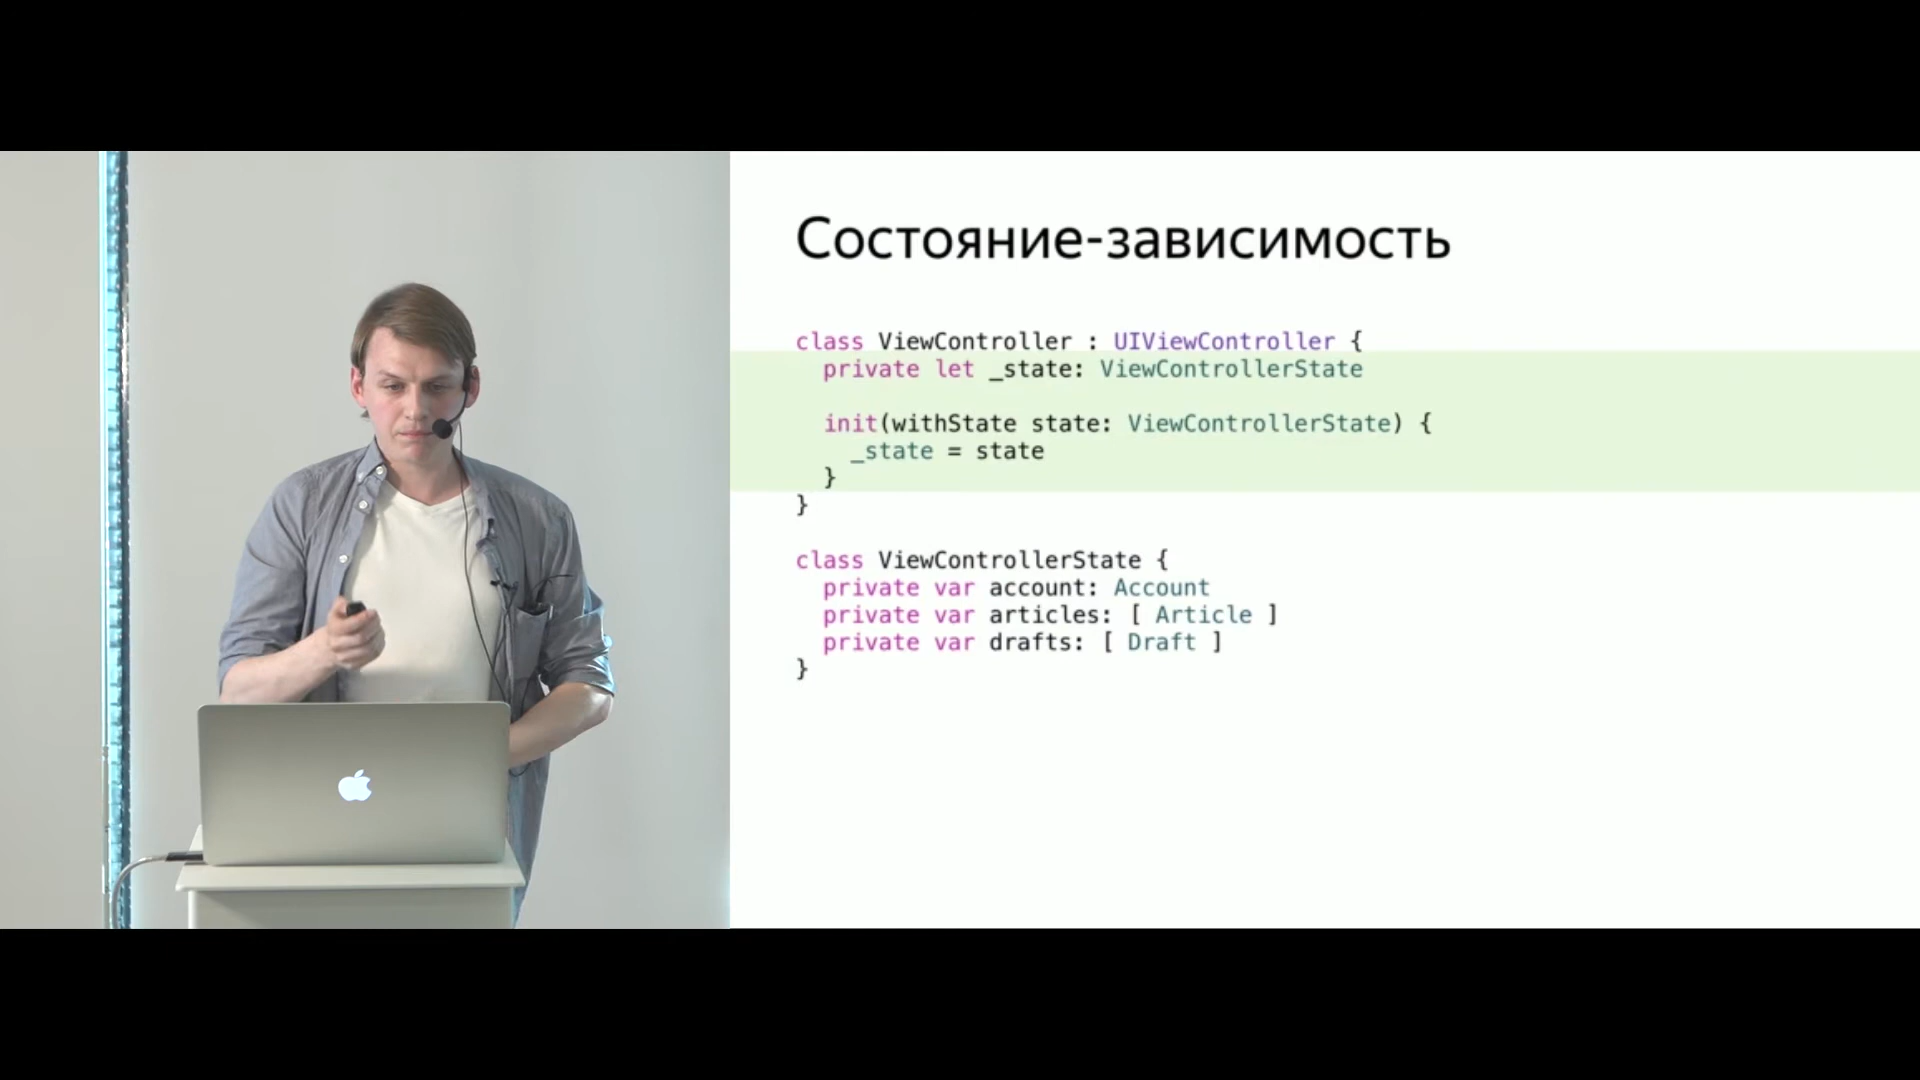 Состояние-зависимость
class ViewController : UIViewController {
private let _state: ViewControllerState
init(withState state: ViewControllerState) {
_state = state
}
}
class ViewControllerState {
private var account: Account
private var articles: [ Article ]
private var drafts: [ Draft ]
}